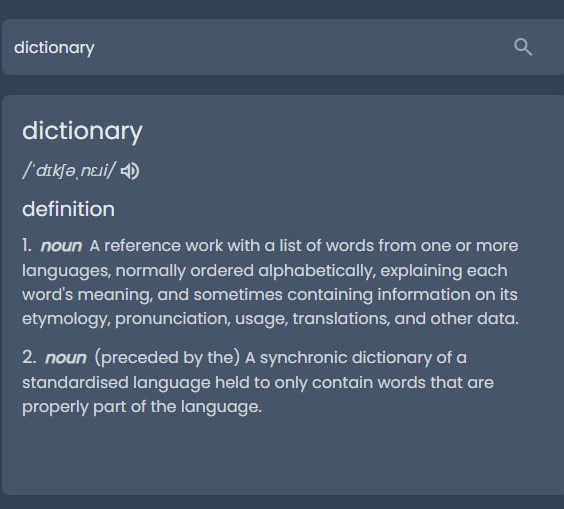 dictionary
dictionary
/ˈdɪkʃəˌnɛɹi/
definition
1. noun A reference work with a list of words from one or more
languages, normally ordered alphabetically, explaining each
word's meaning, and sometimes containing information on its
etymology, pronunciation, usage, translations, and other data.
2. noun (preceded by the) A synchronic dictionary of a
standardised language held to only contain words that are
properly part of the language.